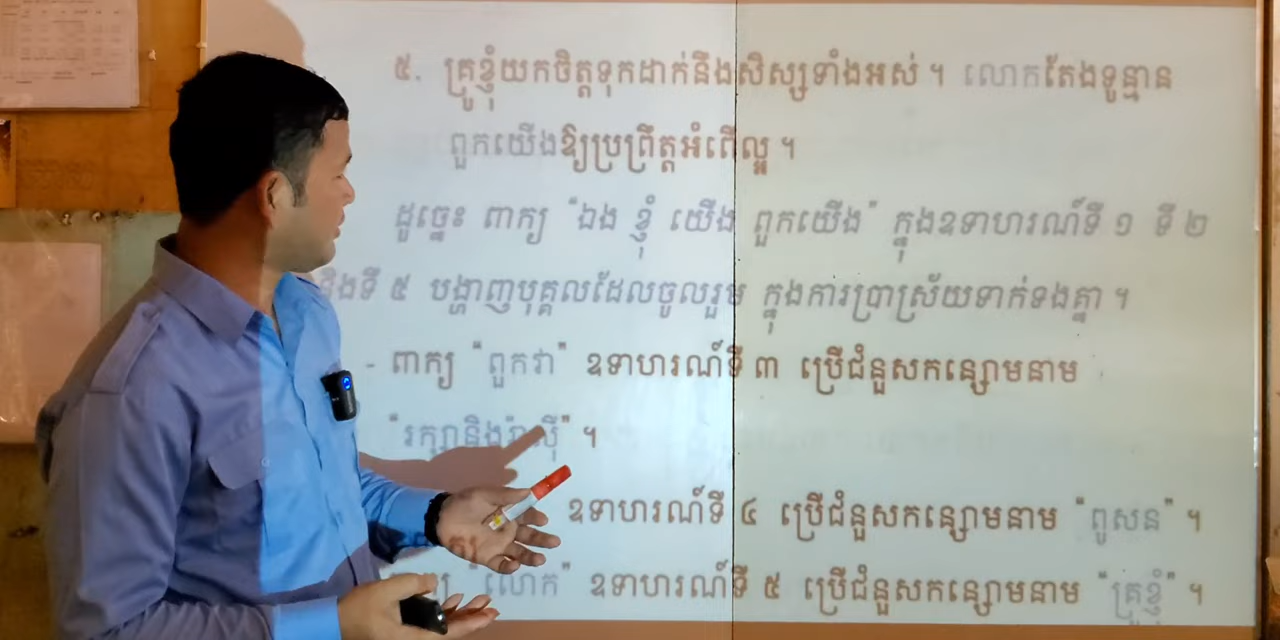 ៥. គ្រូខ្ញុំយកចិត្តទុកដាក់នឹងសិស្សទាំងអស់ ។ លោកតែងទូន្មាន
ពួកយើងឱ្យប្រព្រឹត្តអំពើល្អ ។
ដូច្នេះ ពាក្យ "ឯង ខ្ញុំ យើង ពួកយើង" ក្នុងឧទាហរណ៍ទី ១ ទី ២
និងទី ៥ បង្ហាញបុគ្គលដែលចូលរួម ក្នុងការប្រាស្រ័យទាក់ទងគ្នា ។
- ពាក្យ "ពួកវា" ឧទាហរណ៍ទី ៣ ប្រើជំនួសកន្សោមនាម
"រក្សានិងរ៉ាស៊ី" ។
ឧទាហរណ៍ទី ៤ ប្រើជំនួសកន្សោមនាម "ពូសន" ។
"លោក" ឧទាហរណ៍ទី ៥ ប្រើជំនួសកន្សោមនាម "គ្រូខ្ញុំ" ។